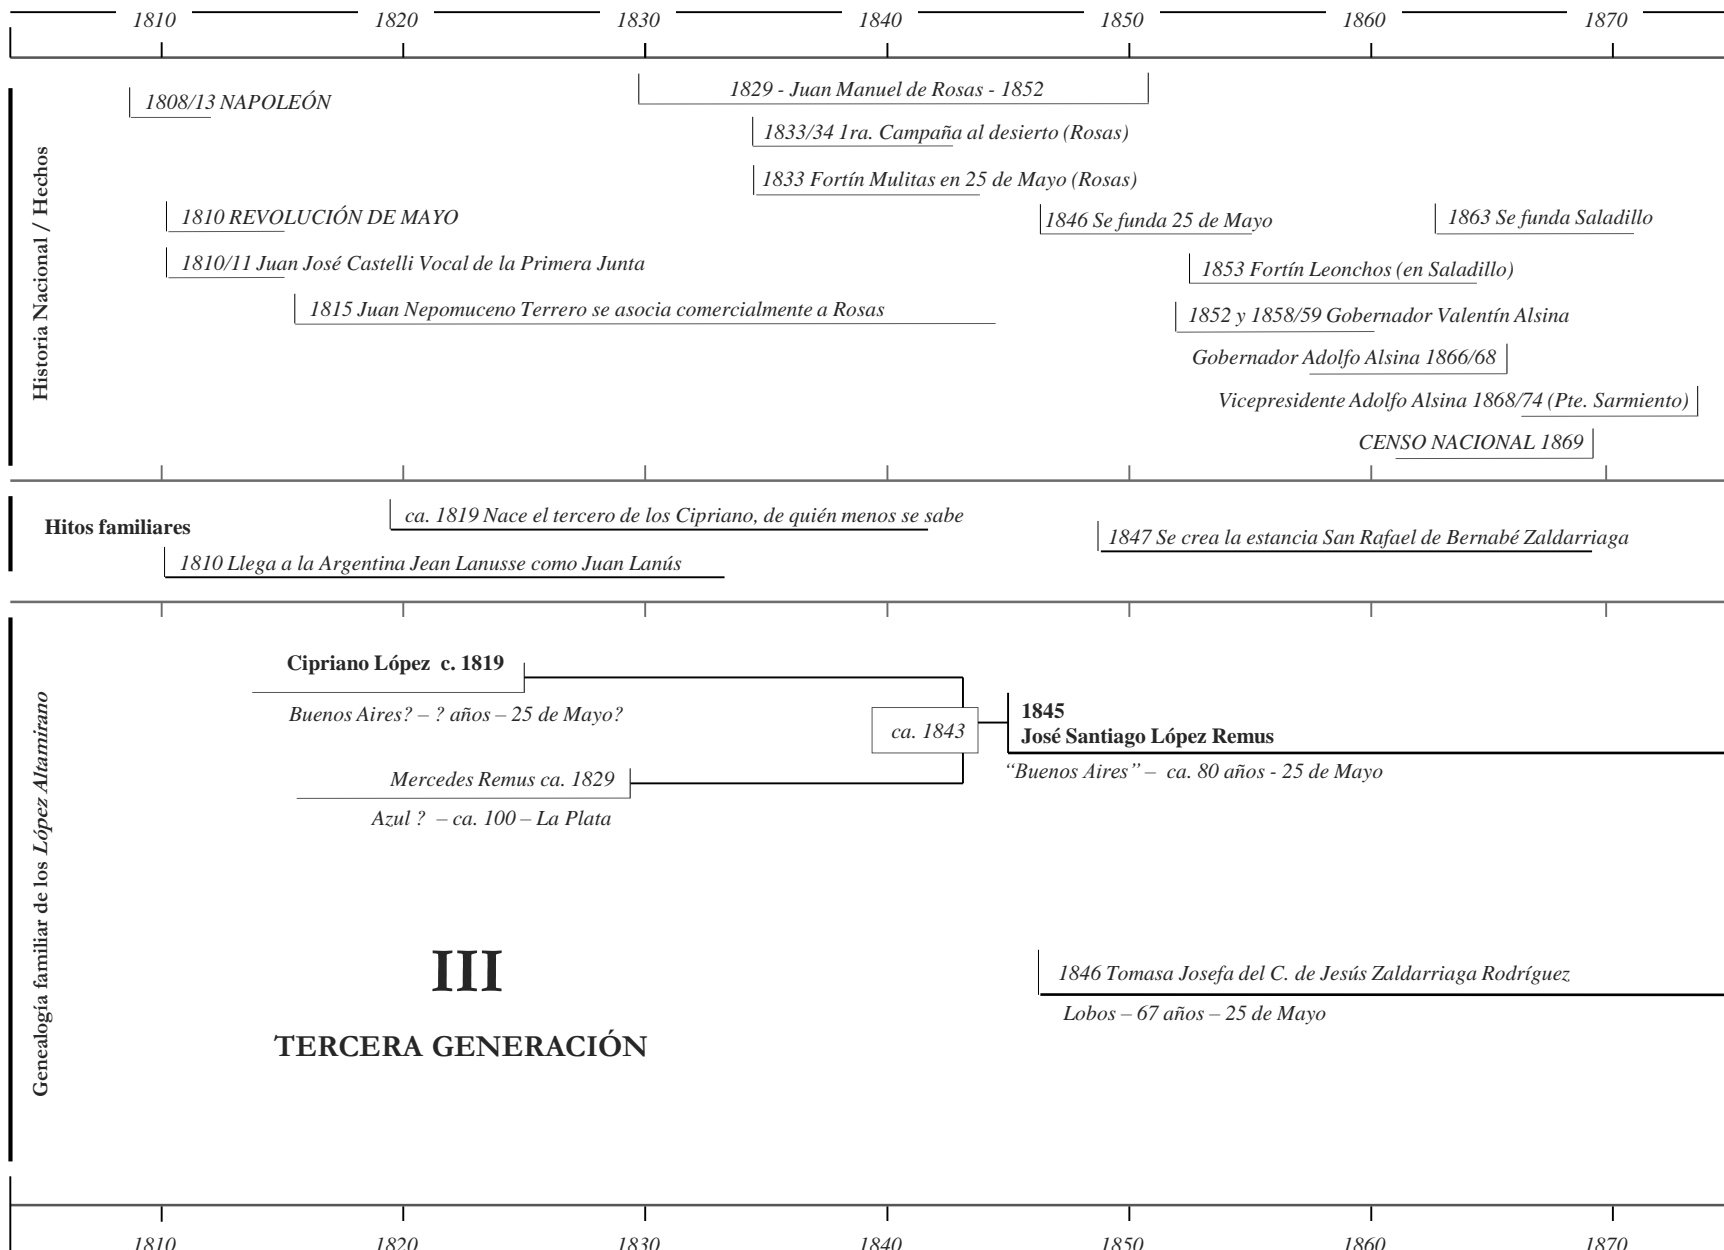 1810 1820 1830 1840 1850 1860 1870
Historia Nacional / Hechos
1808/13 NAPOLEÓN
1829 - Juan Manuel de Rosas - 1852
1833/34 1ra. Campaña al desierto (Rosas)
1833 Fortín Mulitas en 25 de Mayo (Rosas)
1810 REVOLUCIÓN DE MAYO
1846 Se funda 25 de Mayo
1863 Se funda Saladillo
1810/11 Juan José Castelli Vocal de la Primera Junta
1853 Fortín Leonchos (en Saladillo)
1815 Juan Nepomuceno Terrero se asocia comercialmente a Rosas
1852 y 1858/59 Gobernador Valentín Alsina
Gobernador Adolfo Alsina 1866/68
Vicepresidente Adolfo Alsina 1868/74 (Pte. Sarmiento)
CENSO NACIONAL 1869
Hitos familiares
ca. 1819 Nace el tercero de los Cipriano, de quién menos se sabe
1847 Se crea la estancia San Rafael de Bernabé Zaldarriaga
1810 Llega a la Argentina Jean Lanusse como Juan Lanús
Genealogía familiar de los López Altamirano
Cipriano López c. 1819
Buenos Aires? – ? años – 25 de Mayo?
ca. 1843
1845
José Santiago López Remus
“Buenos Aires” – ca. 80 años - 25 de Mayo
Mercedes Remus ca. 1829
Azul ? – ca. 100 – La Plata
III
TERCERA GENERACIÓN
1846 Tomasa Josefa del C. de Jesús Zaldarriaga Rodríguez
Lobos – 67 años – 25 de Mayo
1810 1820 1830 1840 1850 1860 1870